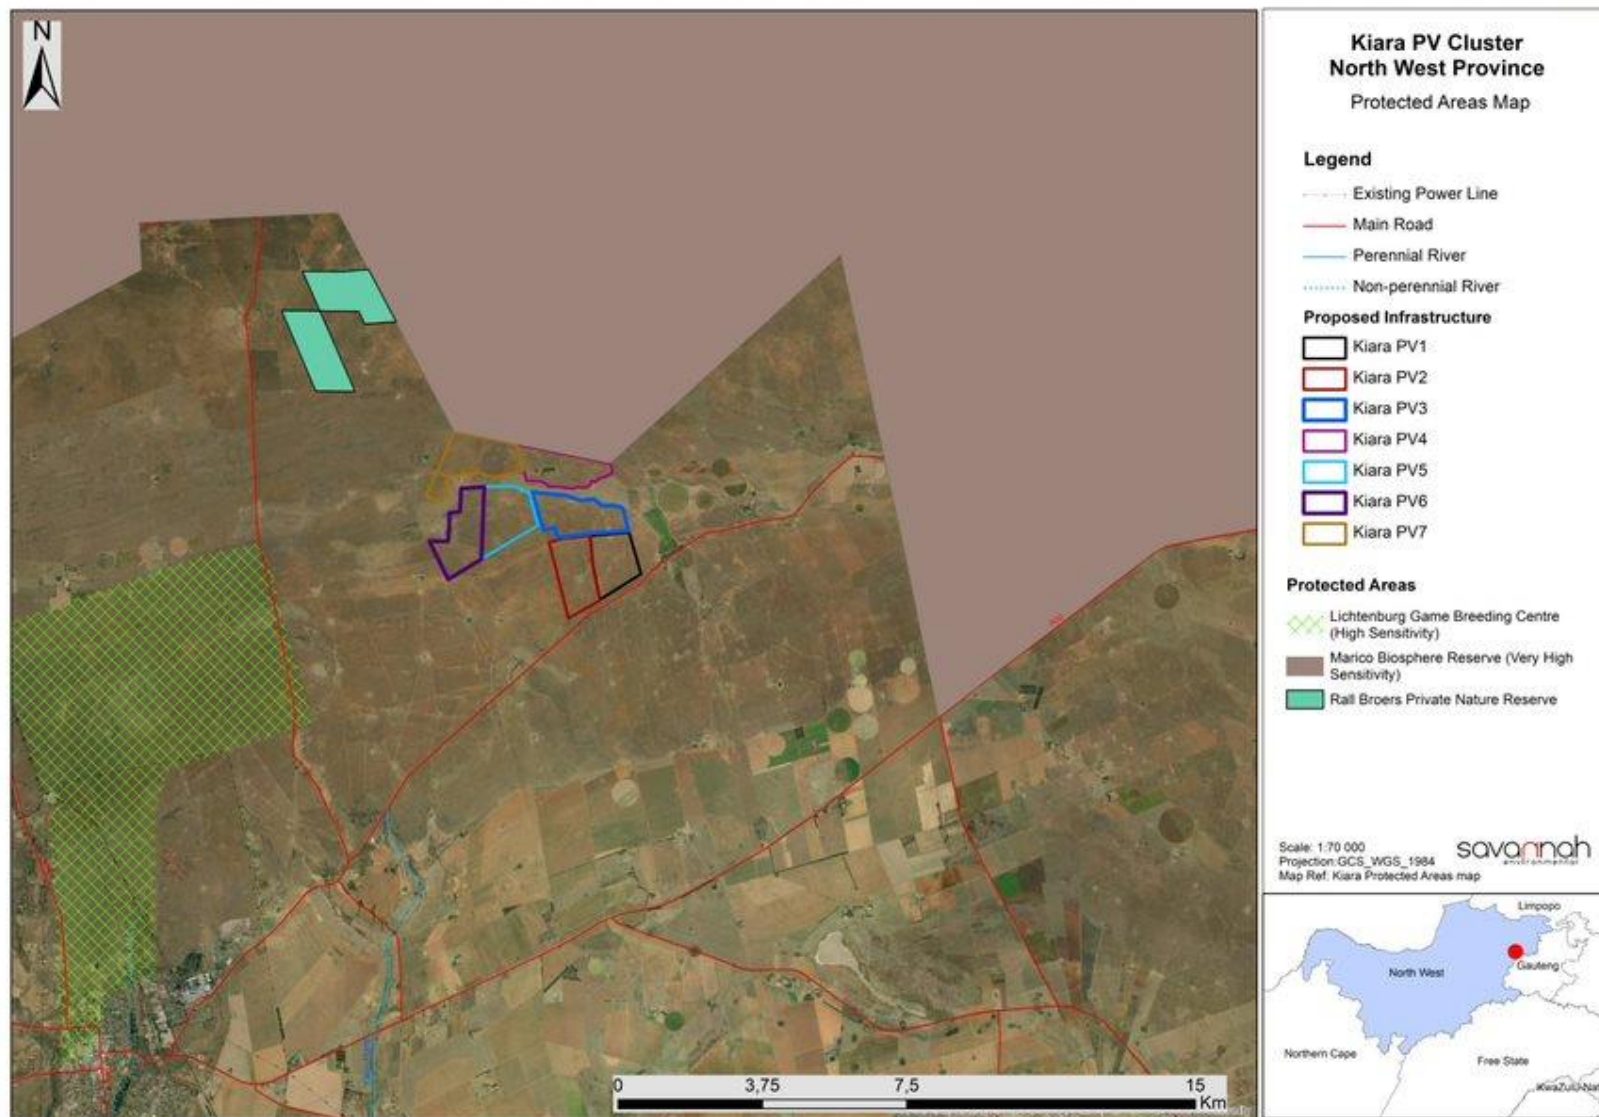 N
Kiara PV Cluster
North West Province
Protected Areas Map
Legend
Existing Power Line
Main Road
Perennial River
Non-perennial River
Proposed Infrastructure
Kiara PV1
Kiara PV2
Kiara PV3
Kiara PV4
Kiara PV5
Kiara PV6
Kiara PV7
Protected Areas
Lichtenburg Game Breeding Centre
(High Sensitivity)
Marico Biosphere Reserve (Very High
Sensitivity)
Rall Broers Private Nature Reserve
Scale: 1:70 000
Projection:GCS_WGS_1984
Map Ref: Kiara Protected Areas map
savannah
environmental
Limpopo
North West
Gauteng
Northern Cape
Free State
KwaZulu-Nat
0 3,75 7,5 15
Km